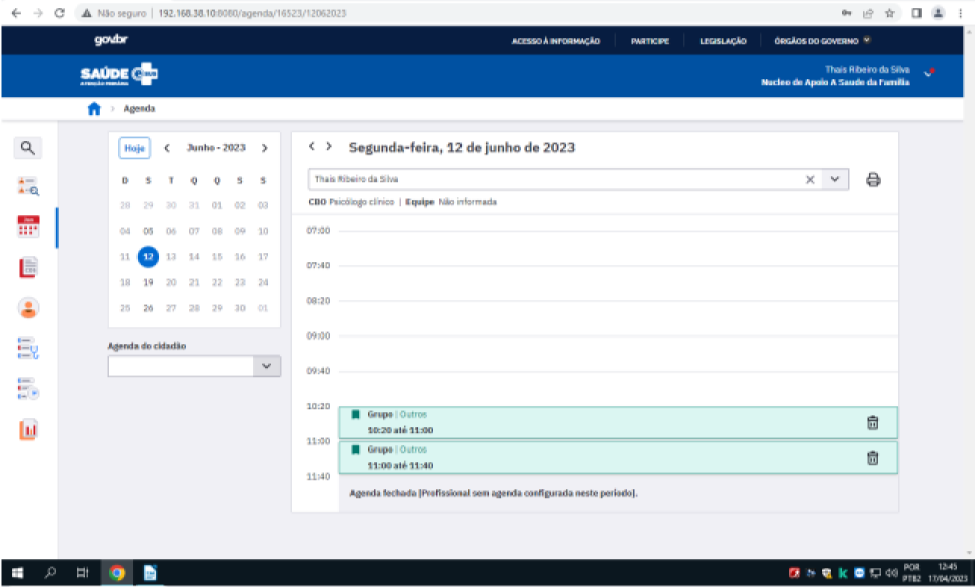 Não seguro | 192.168.38.10:8080/agenda/16523/12062023
govbr
ACESSO À INFORMAÇÃO PARTICIPE LEGISLAÇÃO ÓRGÃOS DO GOVERNO
SAÚDE e-SUS
ATENÇÃO PRIMÁRIA
Thais Ribeiro da Silva
Nucleo de Apoio A Saude da Familia
Agenda
Hoje Junho - 2023
D S T Q Q S S
28 29 30 31 01 02 03
04 05 06 07 08 09 10
11 12 13 14 15 16 17
18 19 20 21 22 23 24
25 26 27 28 29 30 01
Agenda do cidadão
Segunda-feira, 12 de junho de 2023
Thais Ribeiro da Silva
CBO Psicólogo clínico | Equipe Não informada
07:00
07:40
08:20
09:00
09:40
10:20
Grupo | Outros
10:20 até 11:00
11:00
Grupo | Outros
11:00 até 11:40
11:40
Agenda fechada [Profissional sem agenda configurada neste período].
POR 12:45
PTB2 17/04/2023